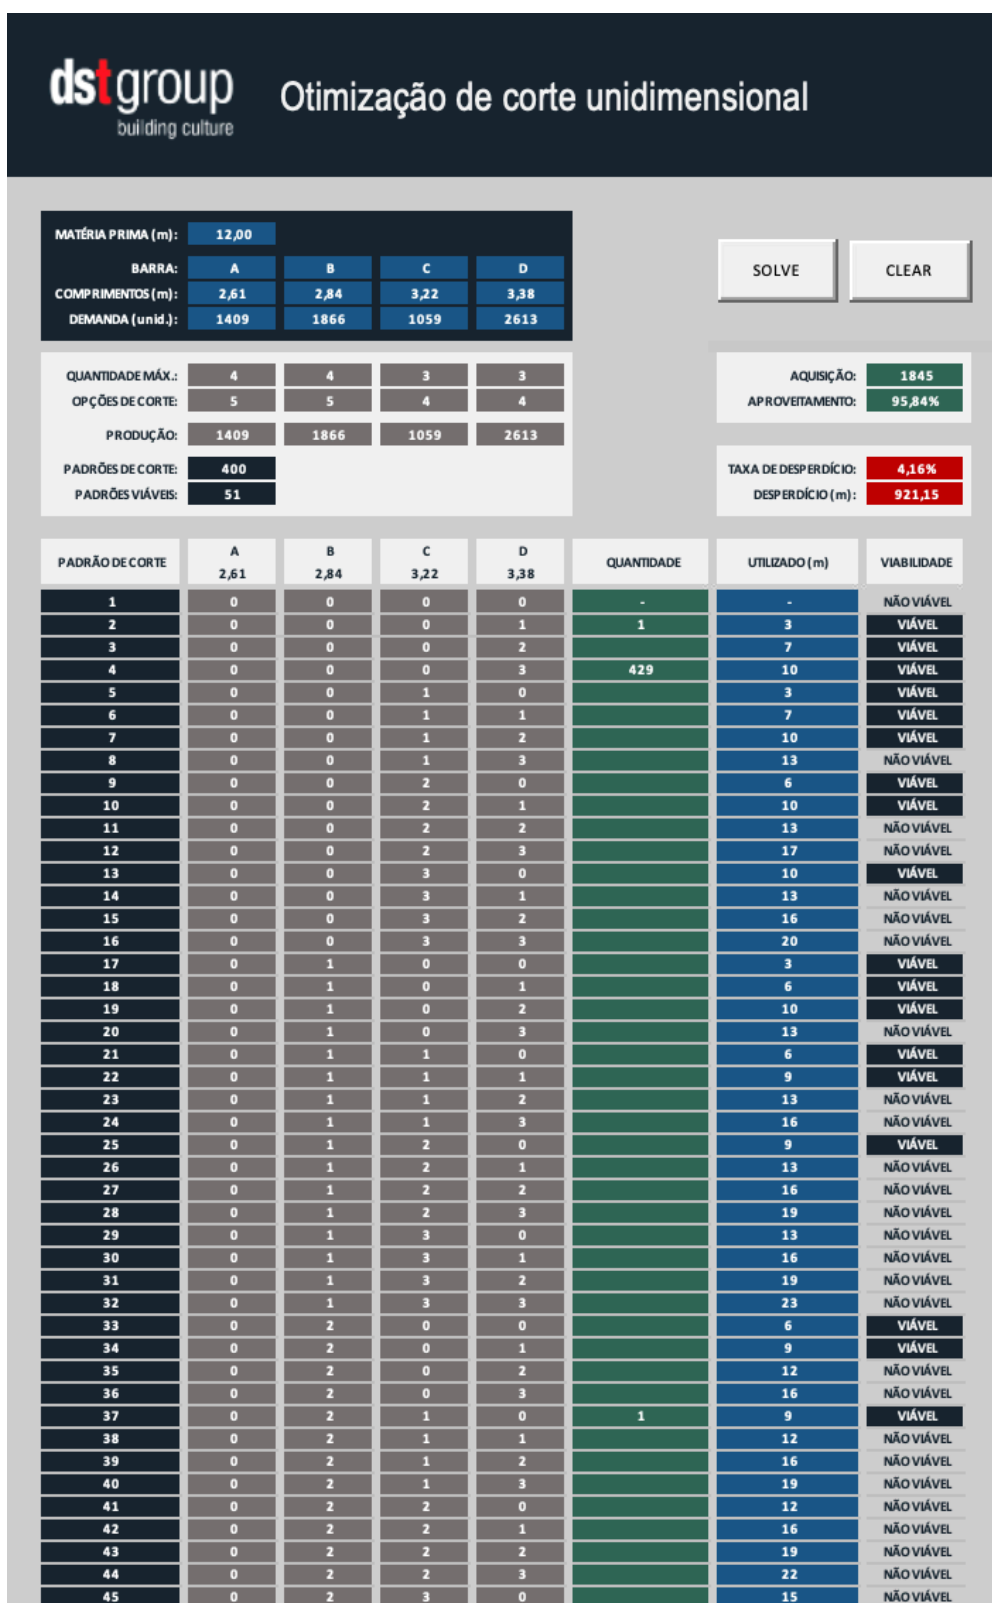 dstgroup
building culture
Otimização de corte unidimensional
MATÉRIA PRIMA (m): 12,00
BARRA: A B C D
COMPRIMENTOS (m): 2,61 2,84 3,22 3,38
DEMANDA (unid.): 1409 1866 1059 2613
SOLVE CLEAR
QUANTIDADE MÁX.: 4 4 3 3
OPÇÕES DE CORTE: 5 5 4 4
PRODUÇÃO: 1409 1866 1059 2613
PADRÕES DE CORTE: 400
PADRÕES VIÁVEIS: 51
AQUISIÇÃO: 1845
APROVEITAMENTO: 95,84%
TAXA DE DESPERDÍCIO: 4,16%
DESPERDÍCIO (m): 921,15
PADRÃO DE CORTE A B C D QUANTIDADE UTILIZADO (m) VIABILIDADE
2,61 2,84 3,22 3,38
1 0 0 0 0 - - NÃO VIÁVEL
2 0 0 0 1 1 3 VIÁVEL
3 0 0 0 2 7 VIÁVEL
4 0 0 0 3 429 10 VIÁVEL
5 0 0 1 0 3 VIÁVEL
6 0 0 1 1 7 VIÁVEL
7 0 0 1 2 10 VIÁVEL
8 0 0 1 3 13 NÃO VIÁVEL
9 0 0 2 0 6 VIÁVEL
10 0 0 2 1 10 VIÁVEL
11 0 0 2 2 13 NÃO VIÁVEL
12 0 0 2 3 17 NÃO VIÁVEL
13 0 0 3 0 10 VIÁVEL
14 0 0 3 1 13 NÃO VIÁVEL
15 0 0 3 2 16 NÃO VIÁVEL
16 0 0 3 3 20 NÃO VIÁVEL
17 0 1 0 0 3 VIÁVEL
18 0 1 0 1 6 VIÁVEL
19 0 1 0 2 10 VIÁVEL
20 0 1 0 3 13 NÃO VIÁVEL
21 0 1 1 0 6 VIÁVEL
22 0 1 1 1 9 VIÁVEL
23 0 1 1 2 13 NÃO VIÁVEL
24 0 1 1 3 16 NÃO VIÁVEL
25 0 1 2 0 9 VIÁVEL
26 0 1 2 1 13 NÃO VIÁVEL
27 0 1 2 2 16 NÃO VIÁVEL
28 0 1 2 3 19 NÃO VIÁVEL
29 0 1 3 0 13 NÃO VIÁVEL
30 0 1 3 1 16 NÃO VIÁVEL
31 0 1 3 2 19 NÃO VIÁVEL
32 0 1 3 3 23 NÃO VIÁVEL
33 0 2 0 0 6 VIÁVEL
34 0 2 0 1 9 VIÁVEL
35 0 2 0 2 12 NÃO VIÁVEL
36 0 2 0 3 16 NÃO VIÁVEL
37 0 2 1 0 1 9 VIÁVEL
38 0 2 1 1 12 NÃO VIÁVEL
39 0 2 1 2 16 NÃO VIÁVEL
40 0 2 1 3 19 NÃO VIÁVEL
41 0 2 2 0 12 NÃO VIÁVEL
42 0 2 2 1 16 NÃO VIÁVEL
43 0 2 2 2 19 NÃO VIÁVEL
44 0 2 2 3 22 NÃO VIÁVEL
45 0 2 3 0 15 NÃO VIÁVEL